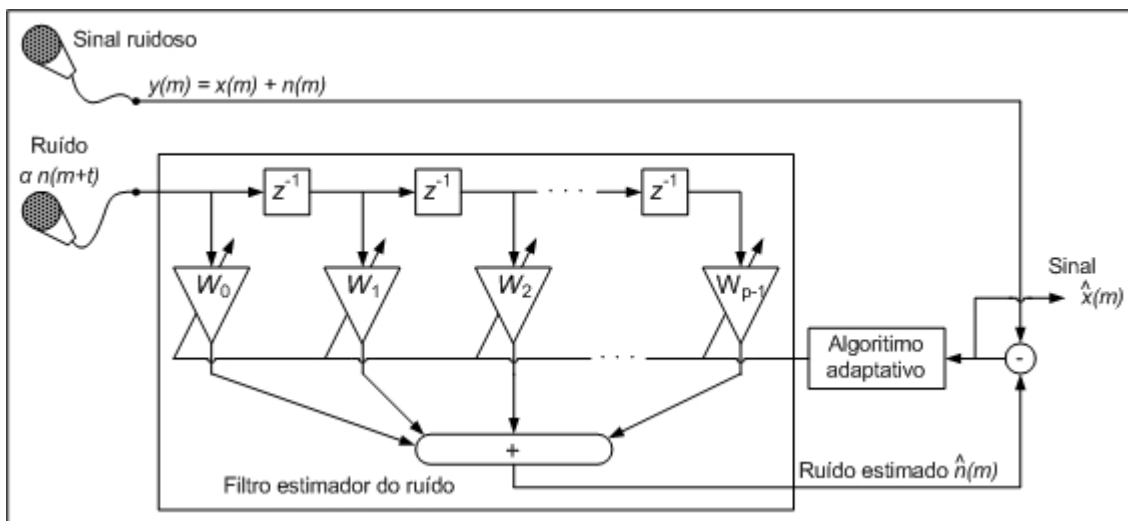 Sinal ruidoso
y(m) = x(m) + n(m)
Ruído
α n(m+t)
z⁻¹ z⁻¹ . . . z⁻¹
W₀ W₁ W₂ Wₚ₋₁
Sinal
x̂(m)
. . .
Algoritimo
adaptativo
-
+
Filtro estimador do ruído
Ruído estimado n̂(m)